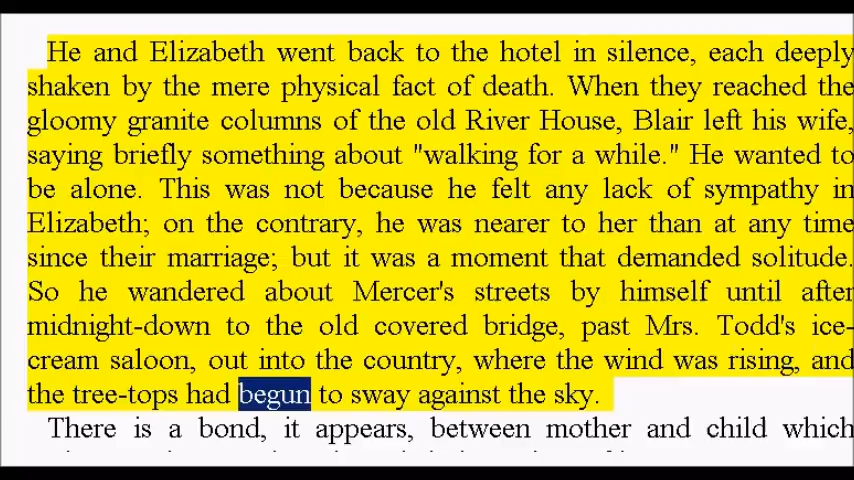 He and Elizabeth went back to the hotel in silence, each deeply
shaken by the mere physical fact of death. When they reached the
gloomy granite columns of the old River House, Blair left his wife,
saying briefly something about "walking for a while." He wanted to
be alone. This was not because he felt any lack of sympathy in
Elizabeth; on the contrary, he was nearer to her than at any time
since their marriage; but it was a moment that demanded solitude.
So he wandered about Mercer's streets by himself until after
midnight-down to the old covered bridge, past Mrs. Todd's ice-
cream saloon, out into the country, where the wind was rising, and
the tree-tops had begun to sway against the sky.
There is a bond, it appears, between mother and child which